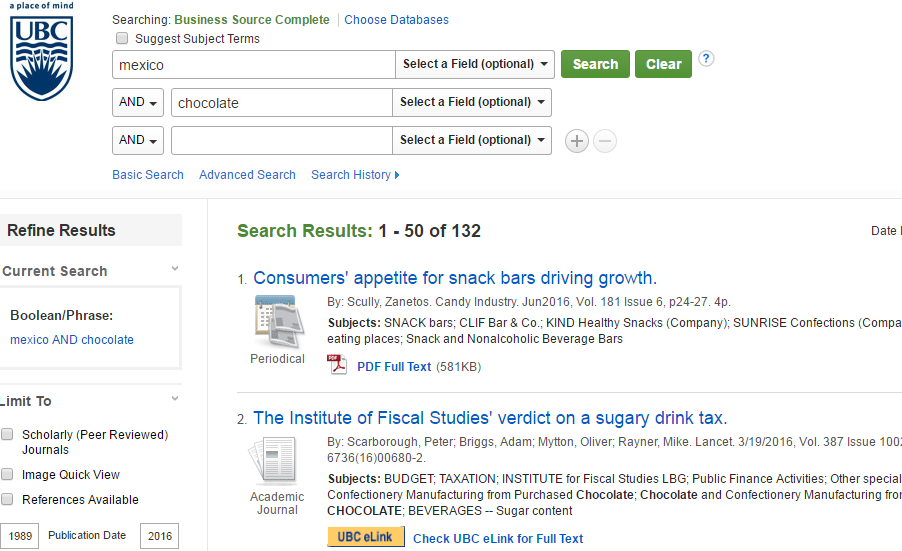 a place of mind
UBC
Searching: Business Source Complete | Choose Databases
Suggest Subject Terms
mexico Select a Field (optional) Search Clear ?
AND chocolate Select a Field (optional)
AND Select a Field (optional)
Basic Search Advanced Search Search History
Refine Results
Current Search
Boolean/Phrase:
mexico AND chocolate
Limit To
Scholarly (Peer Reviewed)
Journals
Image Quick View
References Available
1989 Publication Date 2016
Search Results: 1 - 50 of 132
Date
1. Consumers' appetite for snack bars driving growth.
By: Scully, Zanetos. Candy Industry. Jun2016, Vol. 181 Issue 6, p24-27. 4p.
Periodical
Subjects: SNACK bars; CLIF Bar & Co.; KIND Healthy Snacks (Company); SUNRISE Confections (Compa
eating places; Snack and Nonalcoholic Beverage Bars
PDF Full Text (581KB)
2. The Institute of Fiscal Studies' verdict on a sugary drink tax.
By: Scarborough, Peter; Briggs, Adam; Mytton, Oliver; Rayner, Mike. Lancet. 3/19/2016, Vol. 387 Issue 1002
6736(16)00680-2.
Academic
Journal
Subjects: BUDGET; TAXATION; INSTITUTE for Fiscal Studies LBG; Public Finance Activities; Other special
Confectionery Manufacturing from Purchased Chocolate; Chocolate and Confectionery Manufacturing fro
CHOCOLATE; BEVERAGES -- Sugar content
UBC eLink Check UBC eLink for Full Text